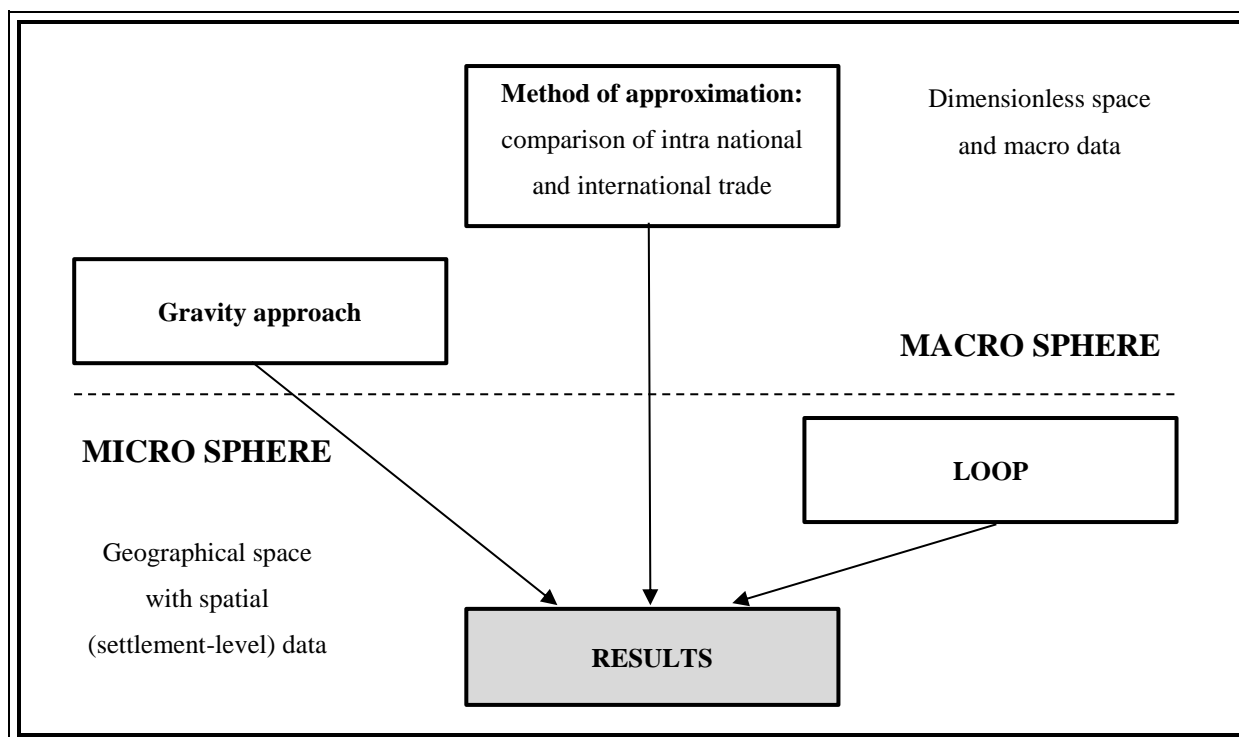 Method of approximation:
comparison of intra national
and international trade
Dimensionless space
and macro data
Gravity approach
MACRO SPHERE
MICRO SPHERE
LOOP
Geographical space
with spatial
(settlement-level) data
RESULTS